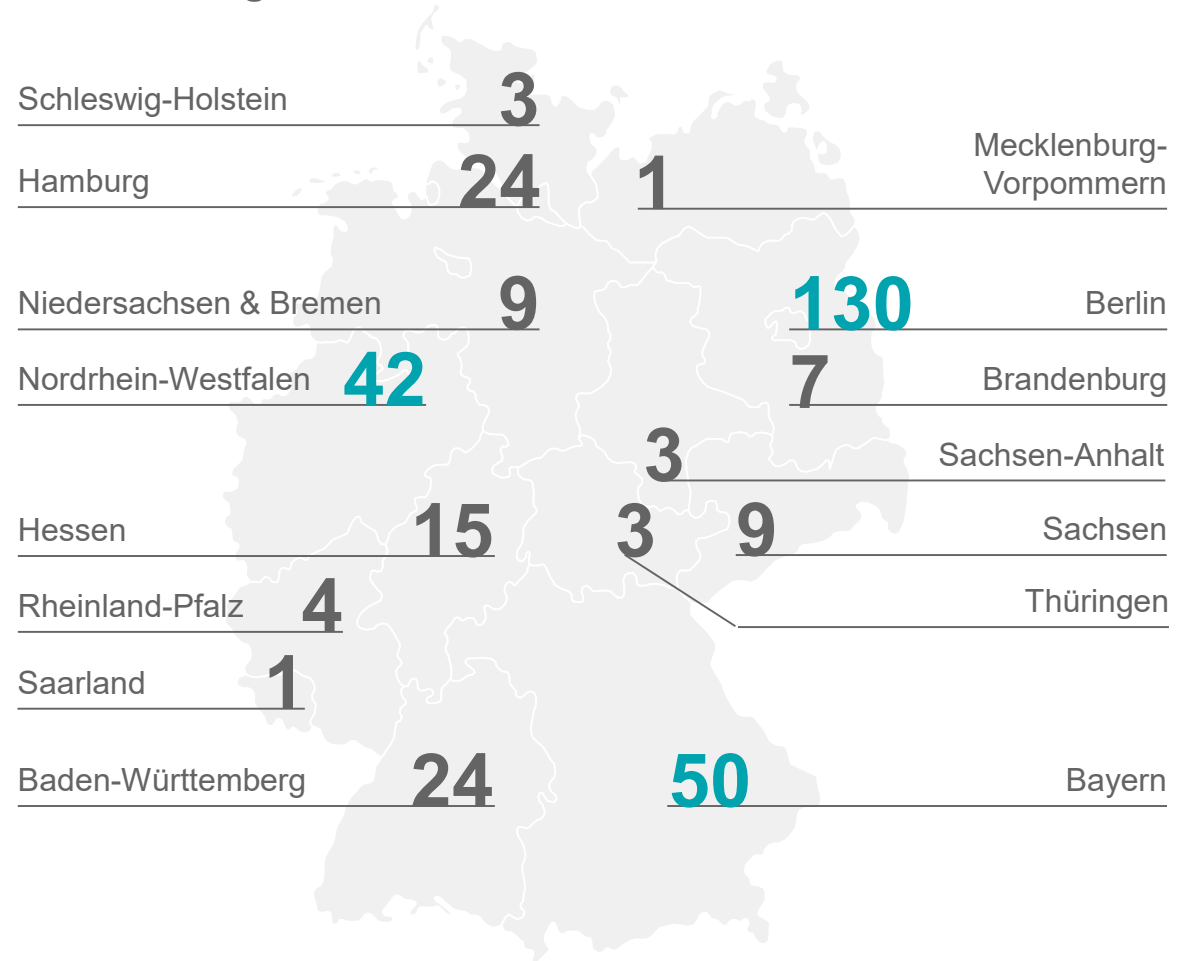 Schleswig-Holstein 3
Hamburg 24
1 Mecklenburg-
Vorpommern
Niedersachsen & Bremen 9
130 Berlin
Nordrhein-Westfalen 42
7 Brandenburg
3 Sachsen-Anhalt
Hessen 15
3
9 Sachsen
Thüringen
Rheinland-Pfalz 4
Saarland 1
Baden-Württemberg 24
50 Bayern